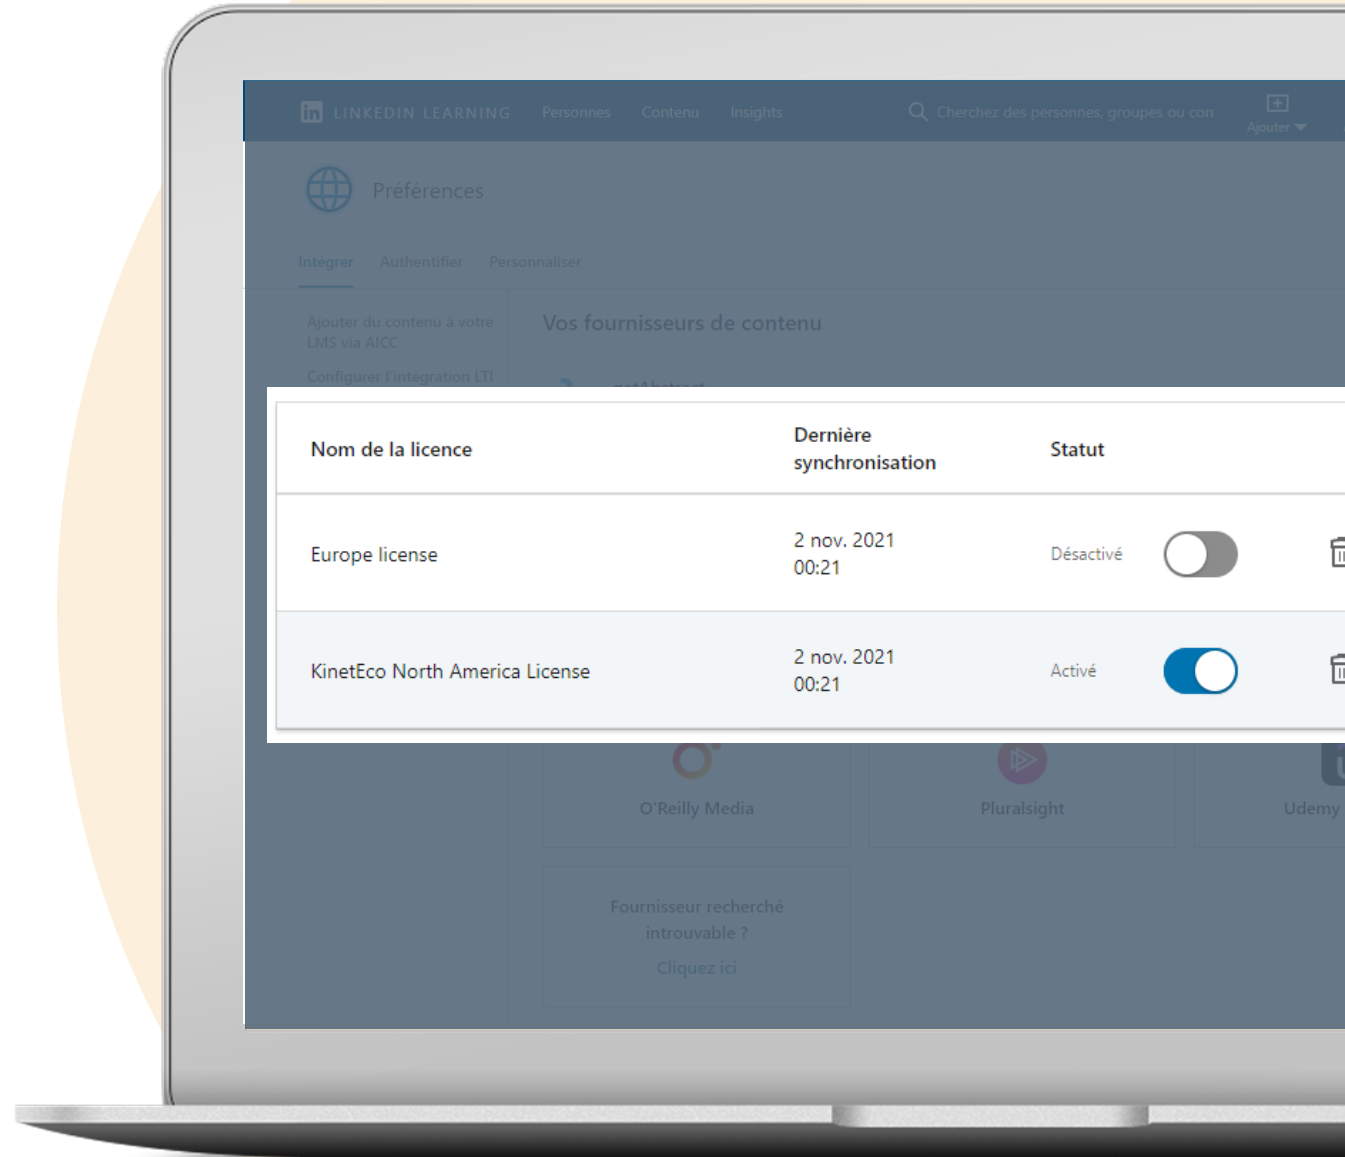 in LINKEDIN LEARNING Personnes Contenu Insights Cherchez des personnes, groupes ou con Ajouter
Préférences
Intégrer Authentifier Personnaliser
Ajouter du contenu à votre
LMS via AICC
Configurer l'intégration LTI
Vos fournisseurs de contenu
getAbstract
Nom de la licence Dernière synchronisation Statut
Europe license 2 nov. 2021 00:21 Désactivé
KinetEco North America License 2 nov. 2021 00:21 Activé
O'Reilly Media Pluralsight Udemy
Fournisseur recherché
introuvable ?
Cliquez ici